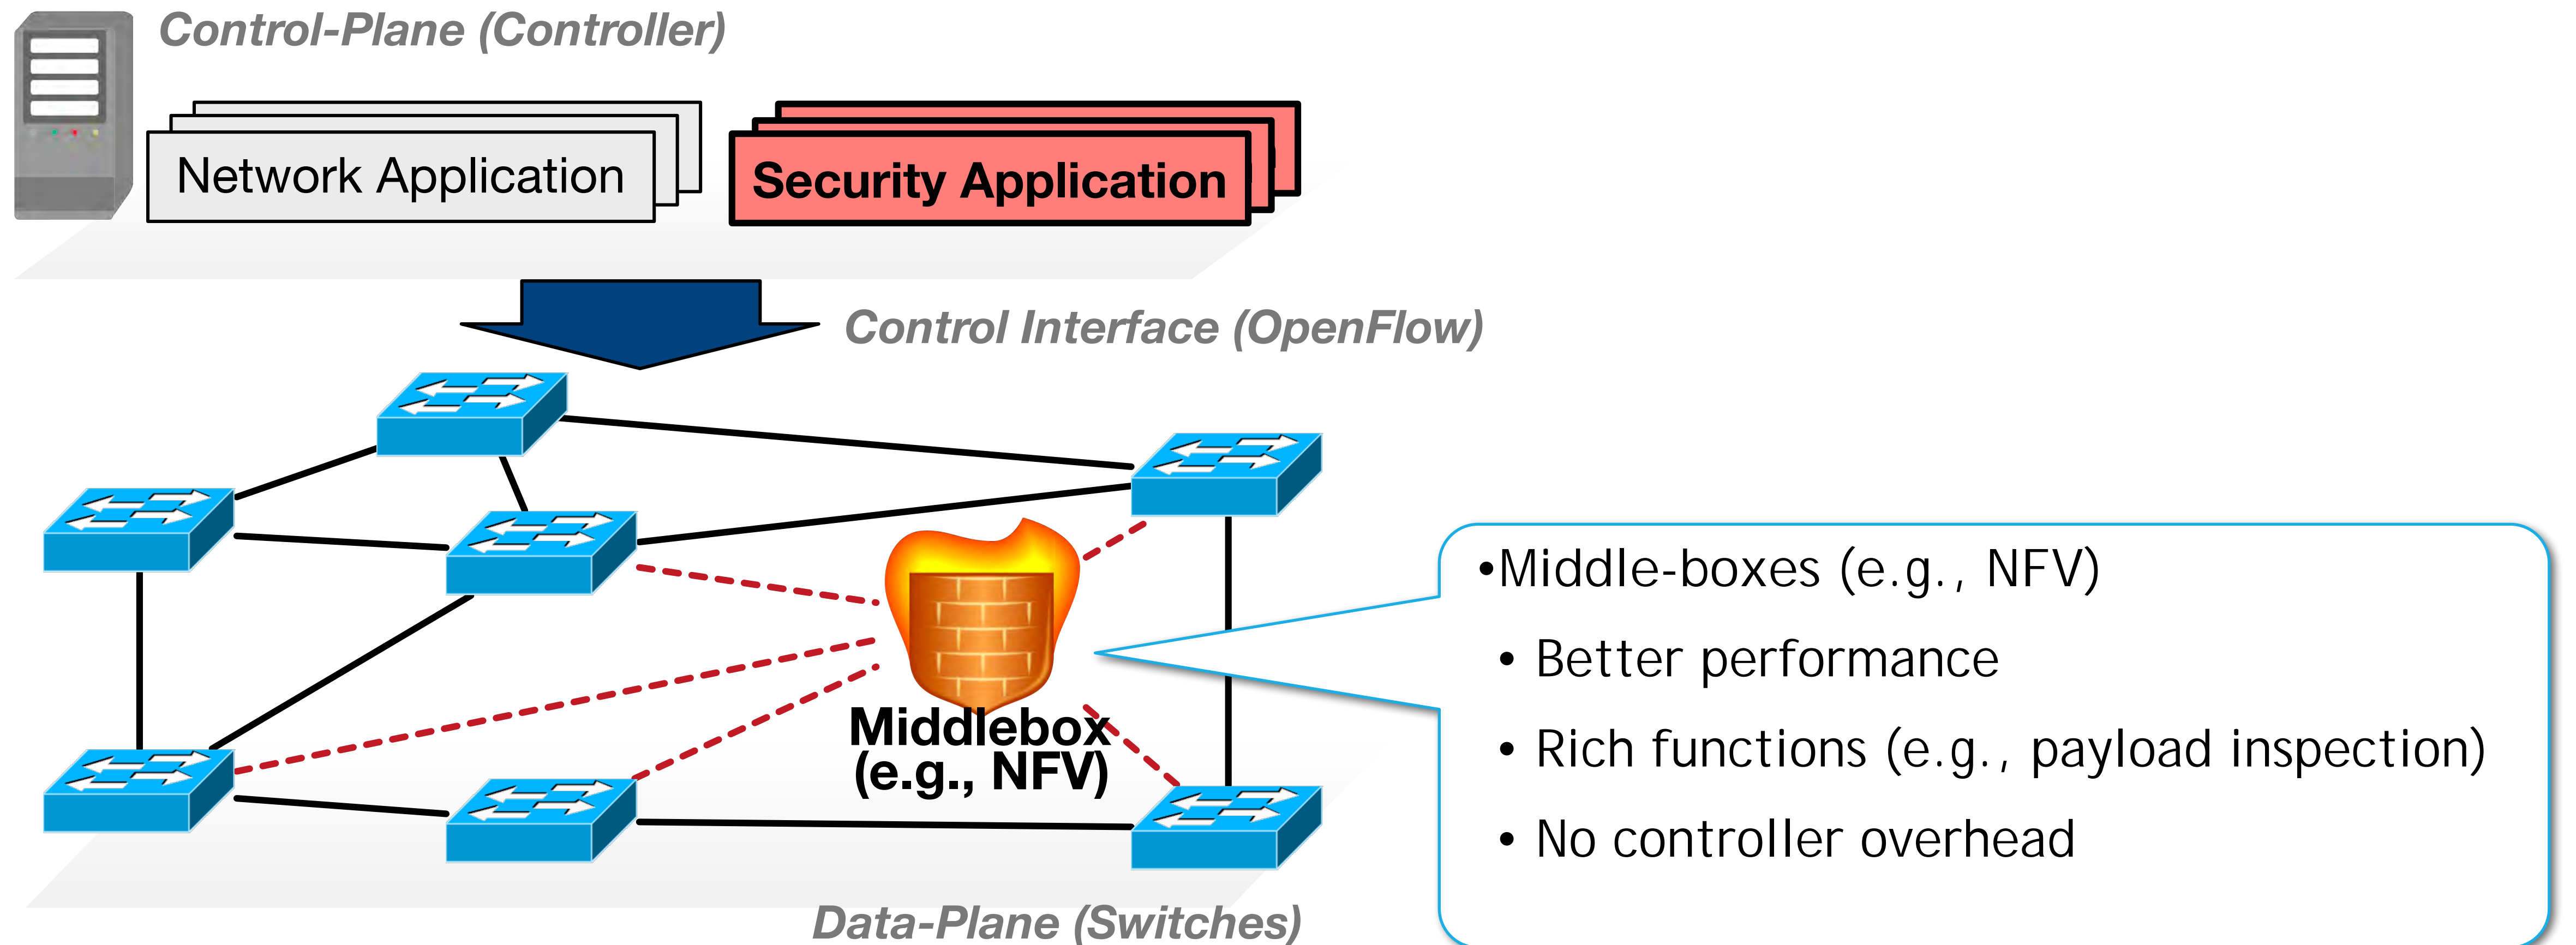 Control-Plane (Controller)
Network Application
Security Application
Control Interface (OpenFlow)
Middlebox
(e.g., NFV)
•Middle-boxes (e.g., NFV)
• Better performance
• Rich functions (e.g., payload inspection)
• No controller overhead
Data-Plane (Switches)